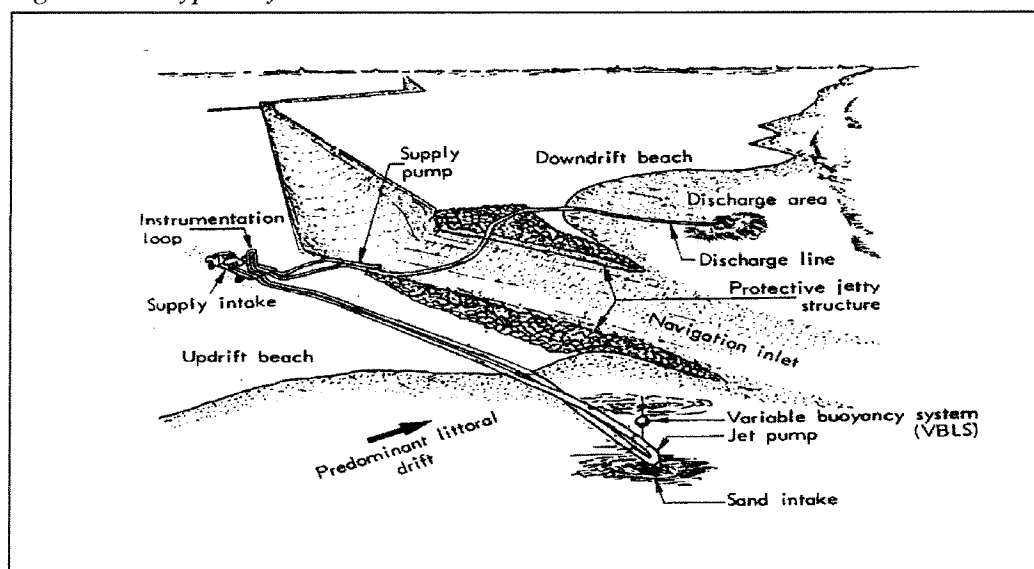 Supply
pump
Downdrift beach
Discharge area
Instrumentation
loop
Discharge line
Supply intake
Protective jetty
structure
Navigation inlet
Updrift beach
Variable buoyancy system
(VBLS)
Jet pump
Predominant littoral
drift
Sand intake